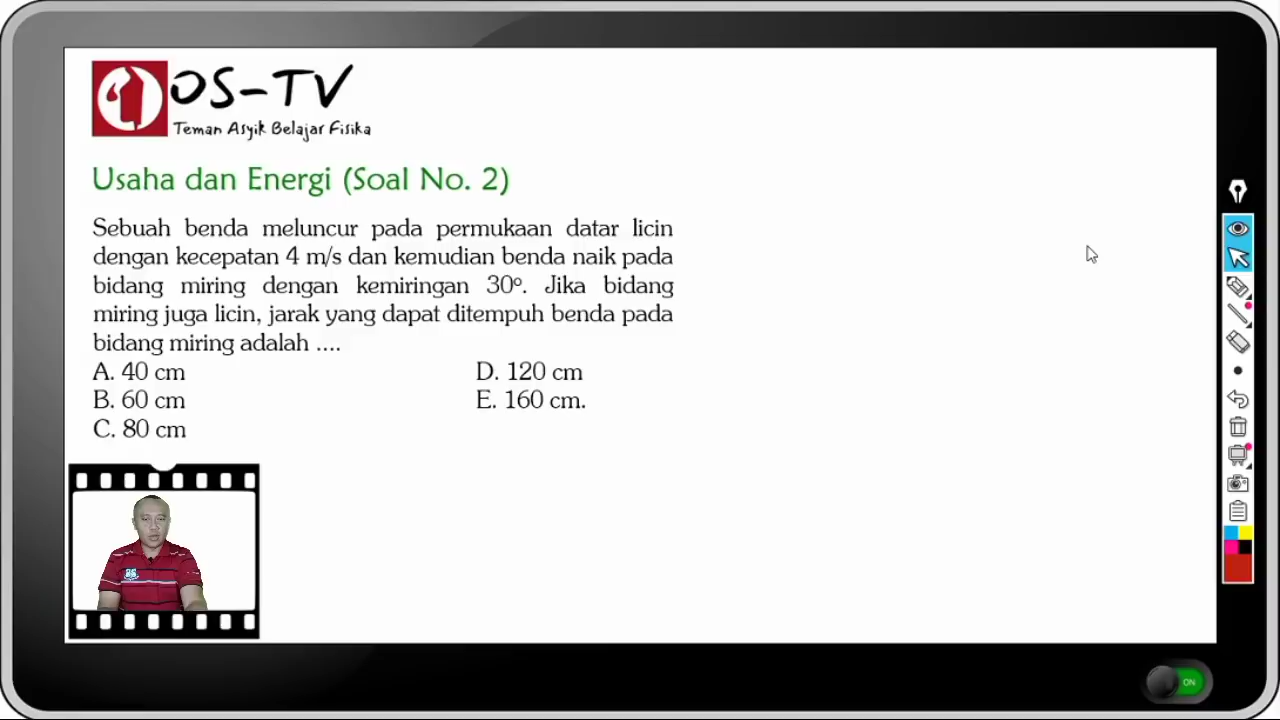 OS-TV
Teman Asyik Belajar Fisika
Usaha dan Energi (Soal No. 2)
Sebuah benda meluncur pada permukaan datar licin
dengan kecepatan 4 m/s dan kemudian benda naik pada
bidang miring dengan kemiringan 30º. Jika bidang
miring juga licin, jarak yang dapat ditempuh benda pada
bidang miring adalah ....
A. 40 cm
B. 60 cm
C. 80 cm
D. 120 cm
E. 160 cm.
ON